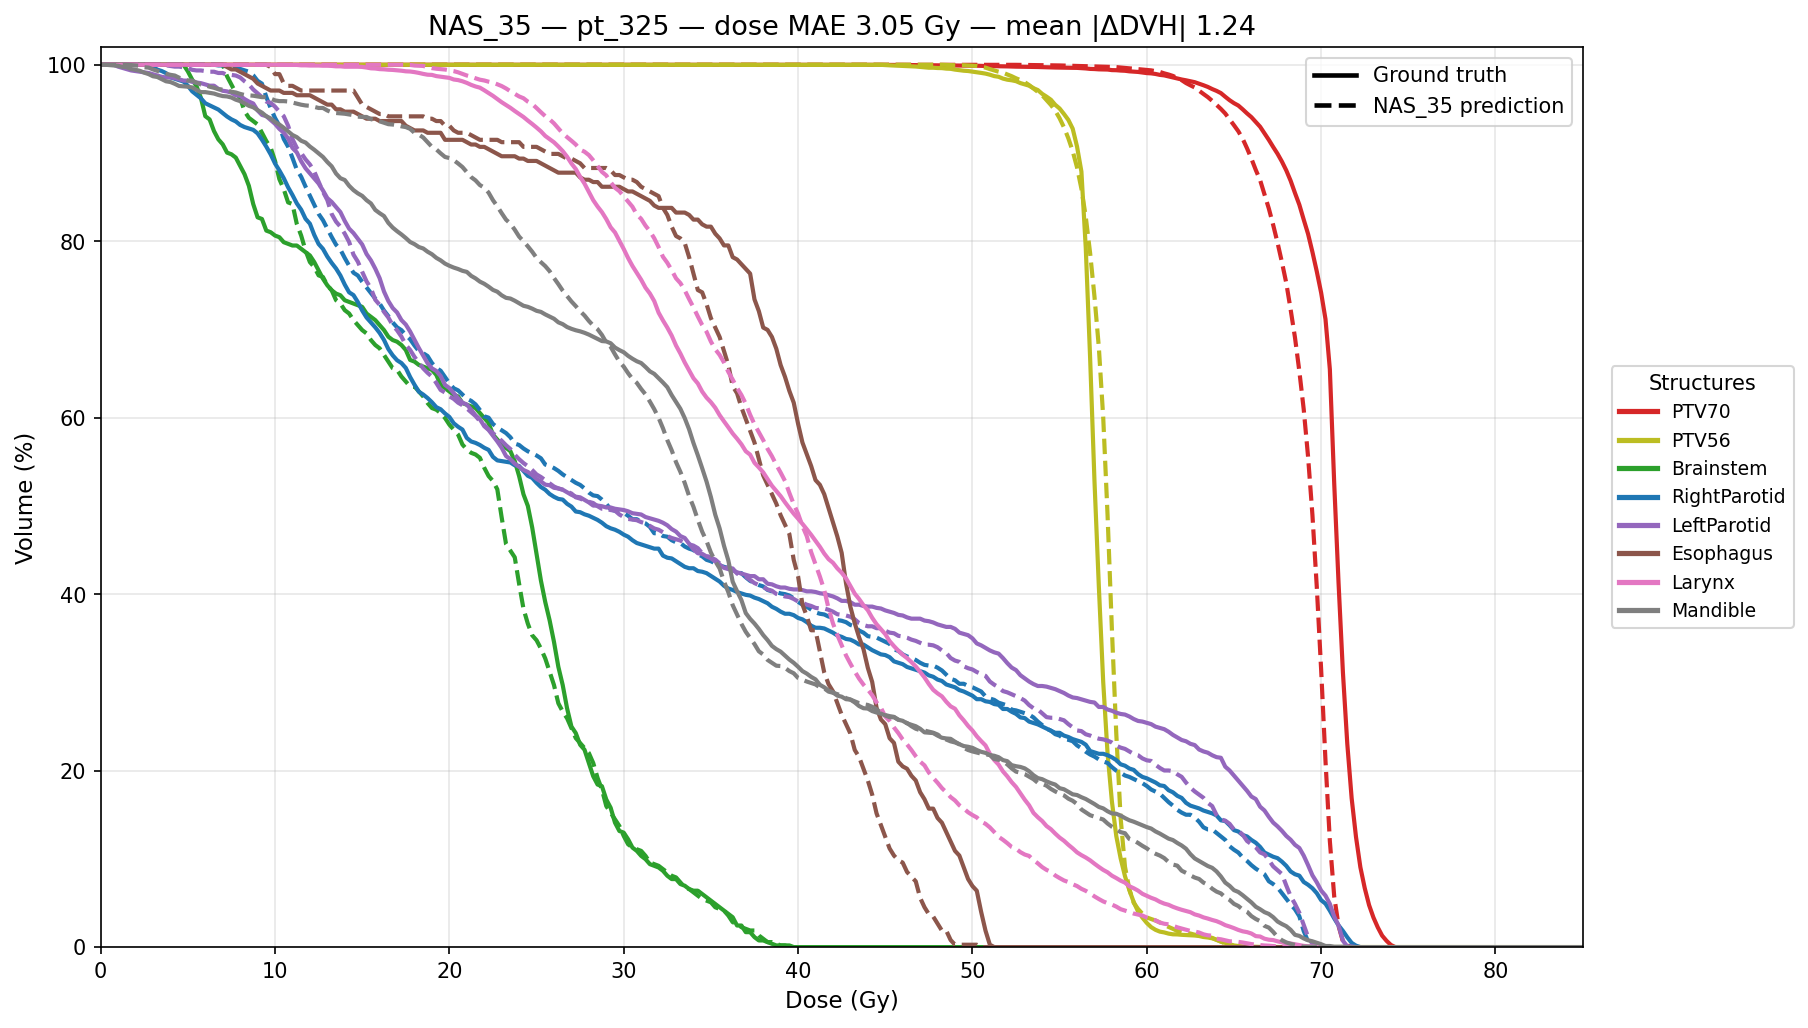 NAS_35 — pt_325 — dose MAE 3.05 Gy — mean |ΔDVH| 1.24
Ground truth
NAS_35 prediction
Volume (%)
100
80
60
40
20
0
0 10 20 30 40 50 60 70 80
Dose (Gy)
Structures
PTV70
PTV56
Brainstem
RightParotid
LeftParotid
Esophagus
Larynx
Mandible